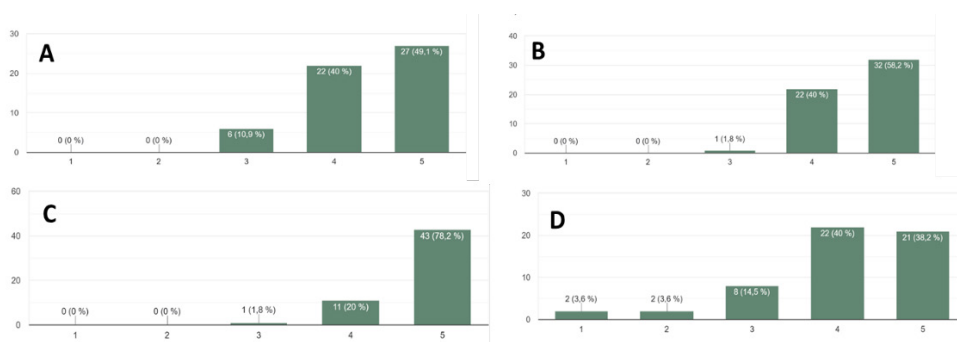 A
30
20
10
0
0 (0 %)
0 (0 %)
6 (10,9 %)
22 (40 %)
27 (49,1 %)
1 2 3 4 5
B
40
30
20
10
0
0 (0 %)
0 (0 %)
1 (1,8 %)
22 (40 %)
32 (58,2 %)
1 2 3 4 5
C
60
40
20
0
0 (0 %)
0 (0 %)
1 (1,8 %)
11 (20 %)
43 (78,2 %)
1 2 3 4 5
D
30
20
10
0
2 (3,6 %)
2 (3,6 %)
8 (14,5 %)
22 (40 %)
21 (38,2 %)
1 2 3 4 5